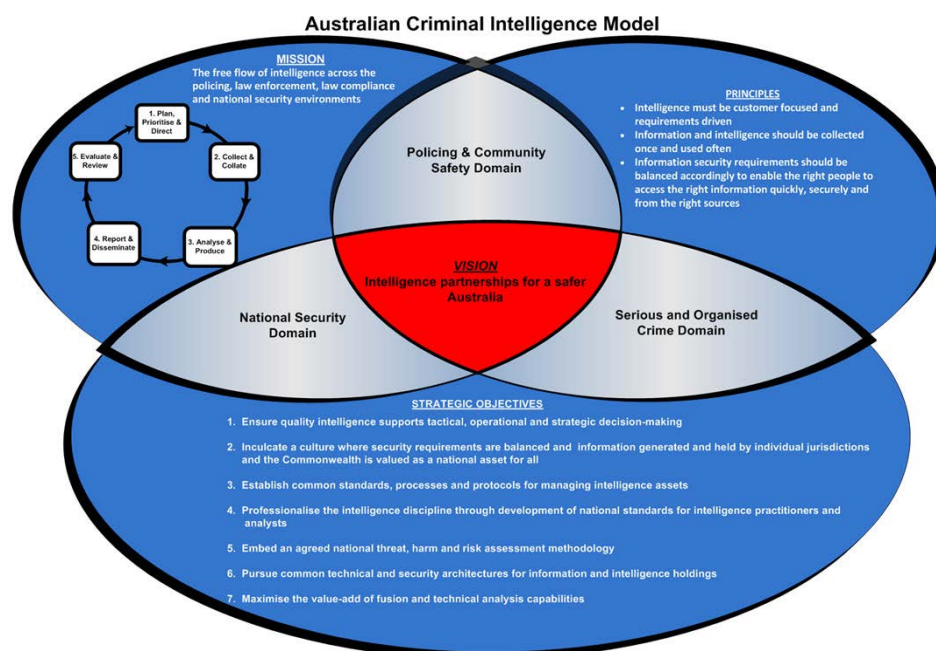 Australian Criminal Intelligence Model
MISSION
The free flow of intelligence across the
policing, law enforcement, law compliance
and national security environments
1. Plan,
Prioritise &
Direct
2. Collect &
Collate
3. Analyse &
Produce
4. Report &
Disseminate
5. Evaluate &
Review
PRINCIPLES
• Intelligence must be customer focused and
requirements driven
• Information and intelligence should be collected
once and used often
• Information security requirements should be
balanced accordingly to enable the right people to
access the right information quickly, securely and
from the right sources
Policing & Community
Safety Domain
VISION
Intelligence partnerships for a safer
Australia
National Security
Domain
Serious and Organised
Crime Domain
STRATEGIC OBJECTIVES
1. Ensure quality intelligence supports tactical, operational and strategic decision-making
2. Inculcate a culture where security requirements are balanced and information generated and held by individual jurisdictions
and the Commonwealth is valued as a national asset for all
3. Establish common standards, processes and protocols for managing intelligence assets
4. Professionalise the intelligence discipline through development of national standards for intelligence practitioners and
analysts
5. Embed an agreed national threat, harm and risk assessment methodology
6. Pursue common technical and security architectures for information and intelligence holdings
7. Maximise the value-add of fusion and technical analysis capabilities